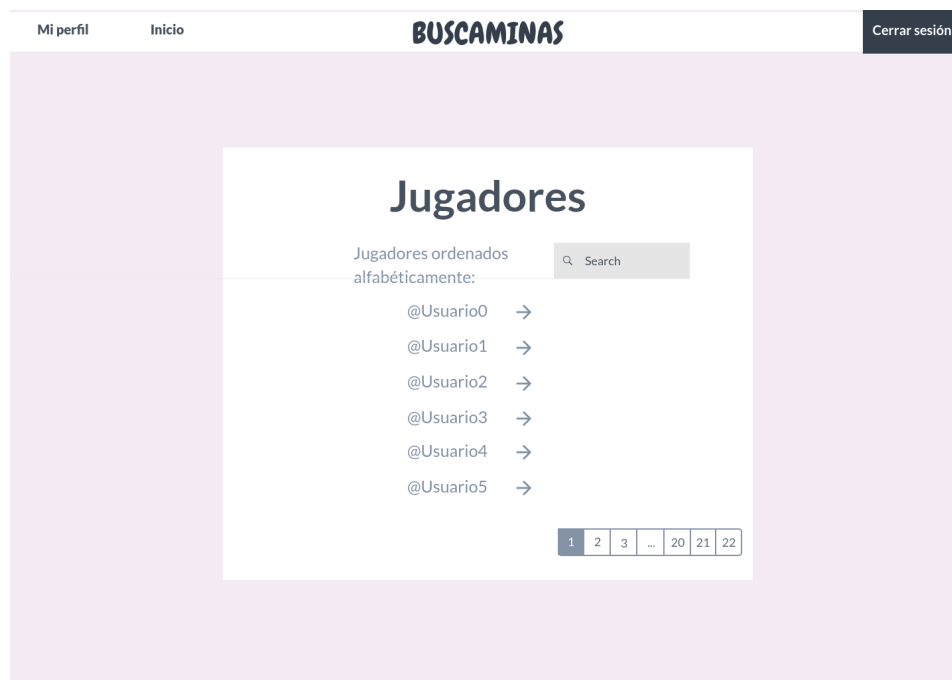 Mi perfil Inicio BUSCAMINAS Cerrar sesión
Jugadores
Jugadores ordenados
alfabéticamente:
Search
@Usuario0
@Usuario1
@Usuario2
@Usuario3
@Usuario4
@Usuario5
1 2 3 ... 20 21 22